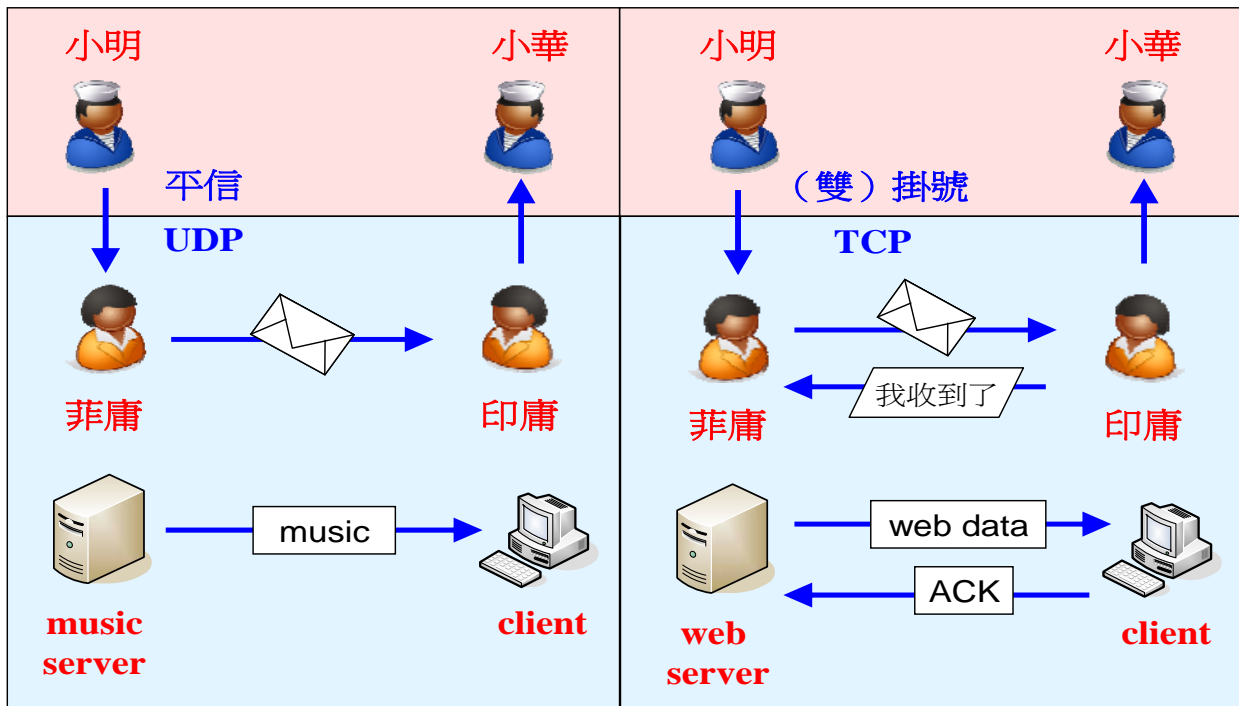 小明
小華
平信
UDP
菲庸
印庸
music
music
server
client
小明
小華
（雙）掛號
TCP
我收到了
菲庸
印庸
web data
ACK
web
server
client